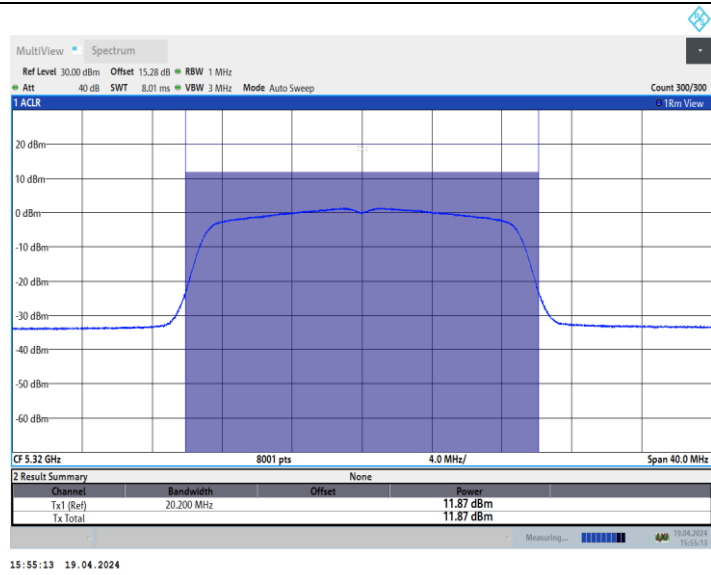 MultiView Spectrum
Ref Level 30.00 dBm Offset 15.28 dB RBW 1 MHz
Att 40 dB SWT 8.01 ms VBW 3 MHz Mode Auto Sweep Count 300/300
1 ACLR 1Rm View
20 dBm
10 dBm
0 dBm
-10 dBm
-20 dBm
-30 dBm
-40 dBm
-50 dBm
-60 dBm
CF 5.32 GHz 8001 pts 4.0 MHz/ Span 40.0 MHz
2 Result Summary None
Channel Bandwidth Offset Power
Tx1 (Ref) 20.200 MHz 11.87 dBm
Tx Total 11.87 dBm
Measuring... 19.04.2024
15:55:13
15:55:13 19.04.2024